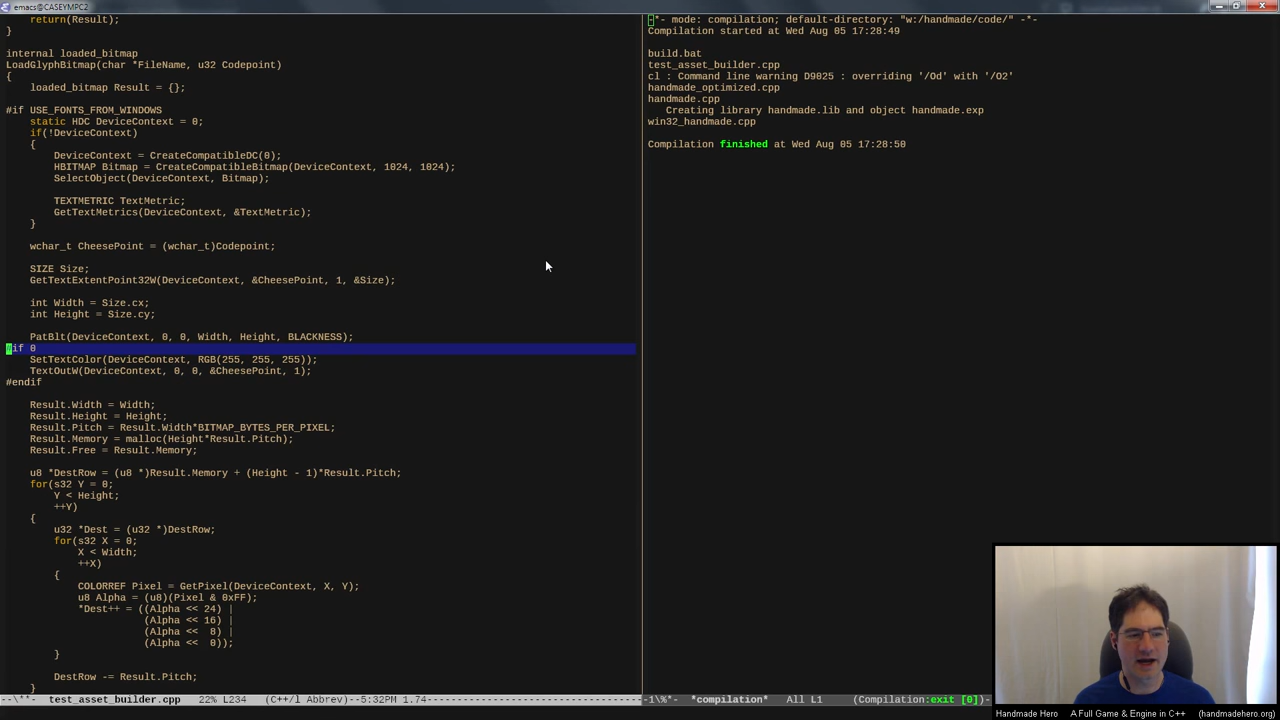 emacs@CASEYMPC2
    return(Result);
}
internal loaded_bitmap
LoadGlyphBitmap(char *FileName, u32 Codepoint)
{
    loaded_bitmap Result = {};
#if USE_FONTS_FROM_WINDOWS
    static HDC DeviceContext = 0;
    if(!DeviceContext)
    {
        DeviceContext = CreateCompatibleDC(0);
        HBITMAP Bitmap = CreateCompatibleBitmap(DeviceContext, 1024, 1024);
        SelectObject(DeviceContext, Bitmap);
        TEXTMETRIC TextMetric;
        GetTextMetrics(DeviceContext, &TextMetric);
    }
    wchar_t CheesePoint = (wchar_t)Codepoint;
    SIZE Size;
    GetTextExtentPoint32W(DeviceContext, &CheesePoint, 1, &Size);
    int Width = Size.cx;
    int Height = Size.cy;
    PatBlt(DeviceContext, 0, 0, Width, Height, BLACKNESS);
#if 0
    SetTextColor(DeviceContext, RGB(255, 255, 255));
    TextOutW(DeviceContext, 0, 0, &CheesePoint, 1);
#endif
    Result.Width = Width;
    Result.Height = Height;
    Result.Pitch = Result.Width*BITMAP_BYTES_PER_PIXEL;
    Result.Memory = malloc(Height*Result.Pitch);
    Result.Free = Result.Memory;
    u8 *DestRow = (u8 *)Result.Memory + (Height - 1)*Result.Pitch;
    for(s32 Y = 0;
        Y < Height;
        ++Y)
    {
        u32 *Dest = (u32 *)DestRow;
        for(s32 X = 0;
            X < Width;
            ++X)
        {
            COLORREF Pixel = GetPixel(DeviceContext, X, Y);
            u8 Alpha = (u8)(Pixel & 0xFF);
            *Dest++ = ((Alpha << 24) |
                       (Alpha << 16) |
                       (Alpha <<  8) |
                       (Alpha <<  0));
        }
        DestRow -= Result.Pitch;
    }
--\**-  test_asset_builder.cpp   22% L234   (C++/l Abbrev)--5:32PM 1.74
-*- mode: compilation; default-directory: "w:/handmade/code/" -*-
Compilation started at Wed Aug 05 17:28:49
build.bat
test_asset_builder.cpp
cl : Command line warning D9025 : overriding '/Od' with '/O2'
handmade_optimized.cpp
handmade.cpp
   Creating library handmade.lib and object handmade.exp
win32_handmade.cpp
Compilation finished at Wed Aug 05 17:28:50
-1\%*-  *compilation*   All L1     (Compilation:exit [0])-
Handmade Hero   A Full Game & Engine in C++   (handmadehero.org)